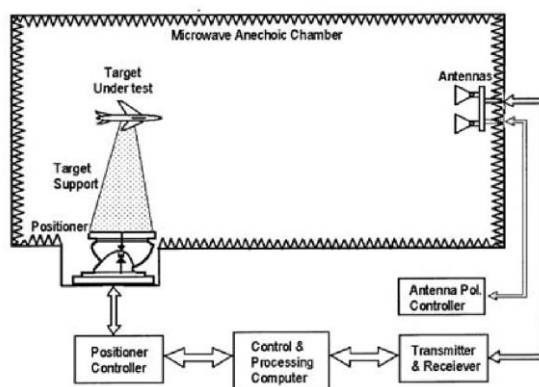 Microwave Anechoic Chamber
Target
Under test
Antennas
Target
Support
Positioner
Antenna Pol.
Controller
Positioner
Controller
Control &
Processing
Computer
Transmitter
& Recielever